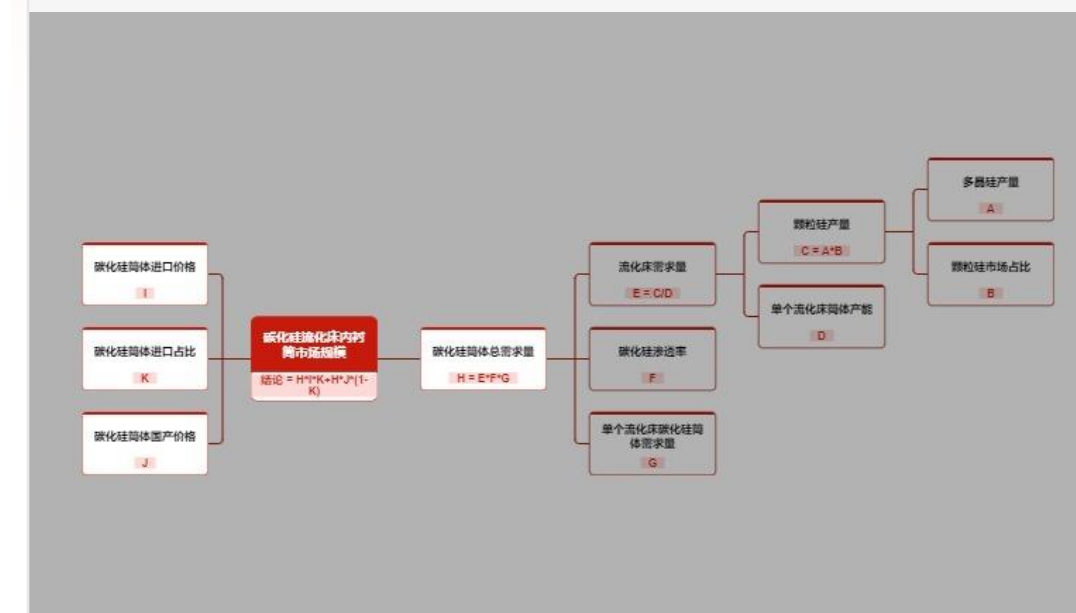 多晶硅产量
A
颗粒硅产量
C = A*B
碳化硅筒体进口价格
I
流化床需求量
E = C/D
颗粒硅市场占比
B
单个流化床筒体产能
D
碳化硅筒体进口占比
K
碳化硅流化床内衬
筒市场规模
结论 = H*I*K+H*J*(1-
K)
碳化硅筒体总需求量
H = E*F*G
碳化硅渗透率
F
碳化硅筒体国产价格
J
单个流化床碳化硅筒
体需求量
G